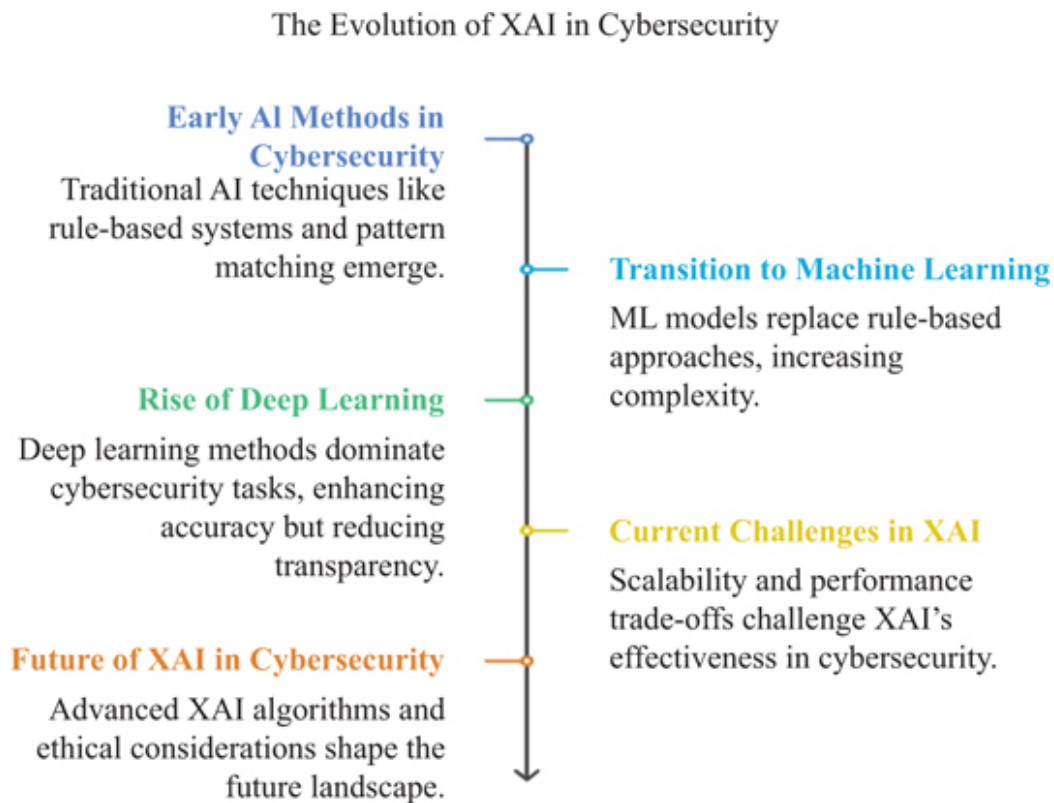 The Evolution of XAI in Cybersecurity
Early AI Methods in
Cybersecurity
Traditional AI techniques like
rule-based systems and pattern
matching emerge.
Transition to Machine Learning
ML models replace rule-based
approaches, increasing
complexity.
Rise of Deep Learning
Deep learning methods dominate
cybersecurity tasks, enhancing
accuracy but reducing
transparency.
Current Challenges in XAI
Scalability and performance
trade-offs challenge XAI’s
effectiveness in cybersecurity.
Future of XAI in Cybersecurity
Advanced XAI algorithms and
ethical considerations shape the
future landscape.